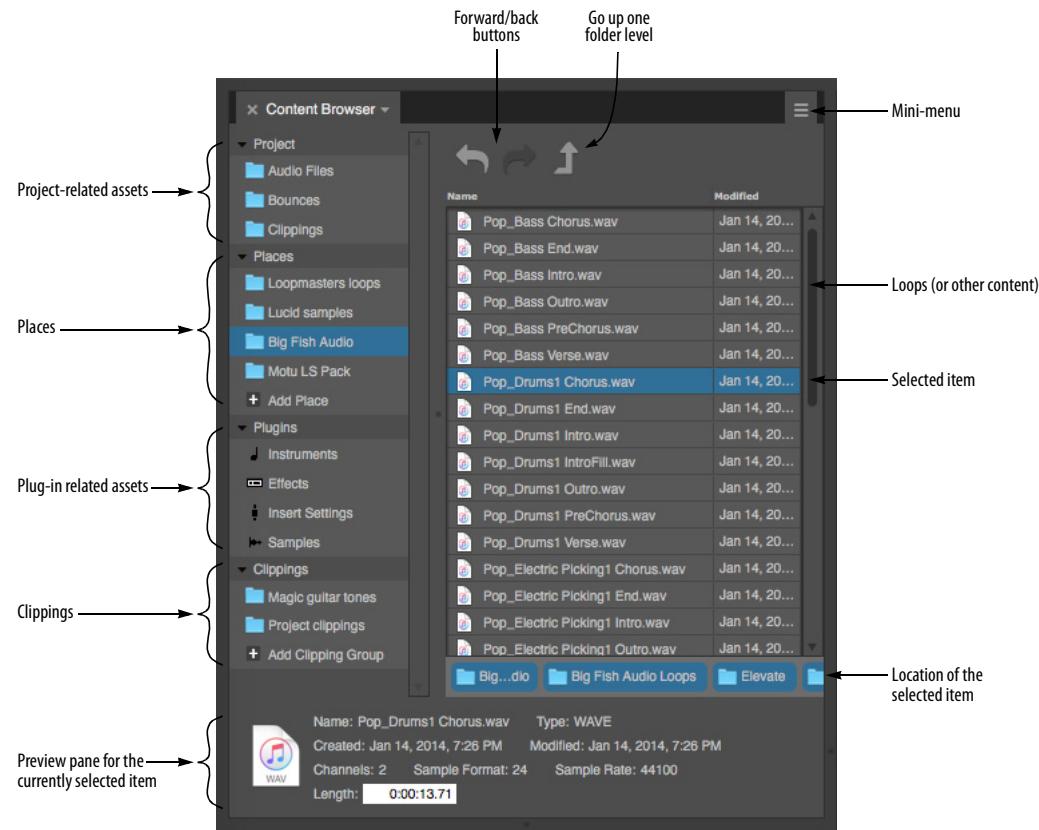 Forward/back
buttons
Go up one
folder level
Content Browser
Mini-menu
Project-related assets
Project
Audio Files
Bounces
Clippings
Places
Places
Loopmasters loops
Lucid samples
Big Fish Audio
Motu LS Pack
Add Place
Plug-in related assets
Plugins
Instruments
Effects
Insert Settings
Samples
Clippings
Clippings
Magic guitar tones
Project clippings
Add Clipping Group
Name Modified
Pop_Bass Chorus.wav Jan 14, 20...
Pop_Bass End.wav Jan 14, 20...
Pop_Bass Intro.wav Jan 14, 20...
Pop_Bass Outro.wav Jan 14, 20...
Pop_Bass PreChorus.wav Jan 14, 20...
Pop_Bass Verse.wav Jan 14, 20...
Pop_Drums1 Chorus.wav Jan 14, 20...
Pop_Drums1 End.wav Jan 14, 20...
Pop_Drums1 Intro.wav Jan 14, 20...
Pop_Drums1 IntroFill.wav Jan 14, 20...
Pop_Drums1 Outro.wav Jan 14, 20...
Pop_Drums1 PreChorus.wav Jan 14, 20...
Pop_Drums1 Verse.wav Jan 14, 20...
Pop_Electric Picking1 Chorus.wav Jan 14, 20...
Pop_Electric Picking1 End.wav Jan 14, 20...
Pop_Electric Picking1 Intro.wav Jan 14, 20...
Pop_Electric Picking1 Outro.wav Jan 14, 20...
Loops (or other content)
Selected item
Big...dio Big Fish Audio Loops Elevate
Location of the
selected item
Preview pane for the
currently selected item
WAV
Name: Pop_Drums1 Chorus.wav Type: WAVE
Created: Jan 14, 2014, 7:26 PM Modified: Jan 14, 2014, 7:26 PM
Channels: 2 Sample Format: 24 Sample Rate: 44100
Length: 0:00:13.71